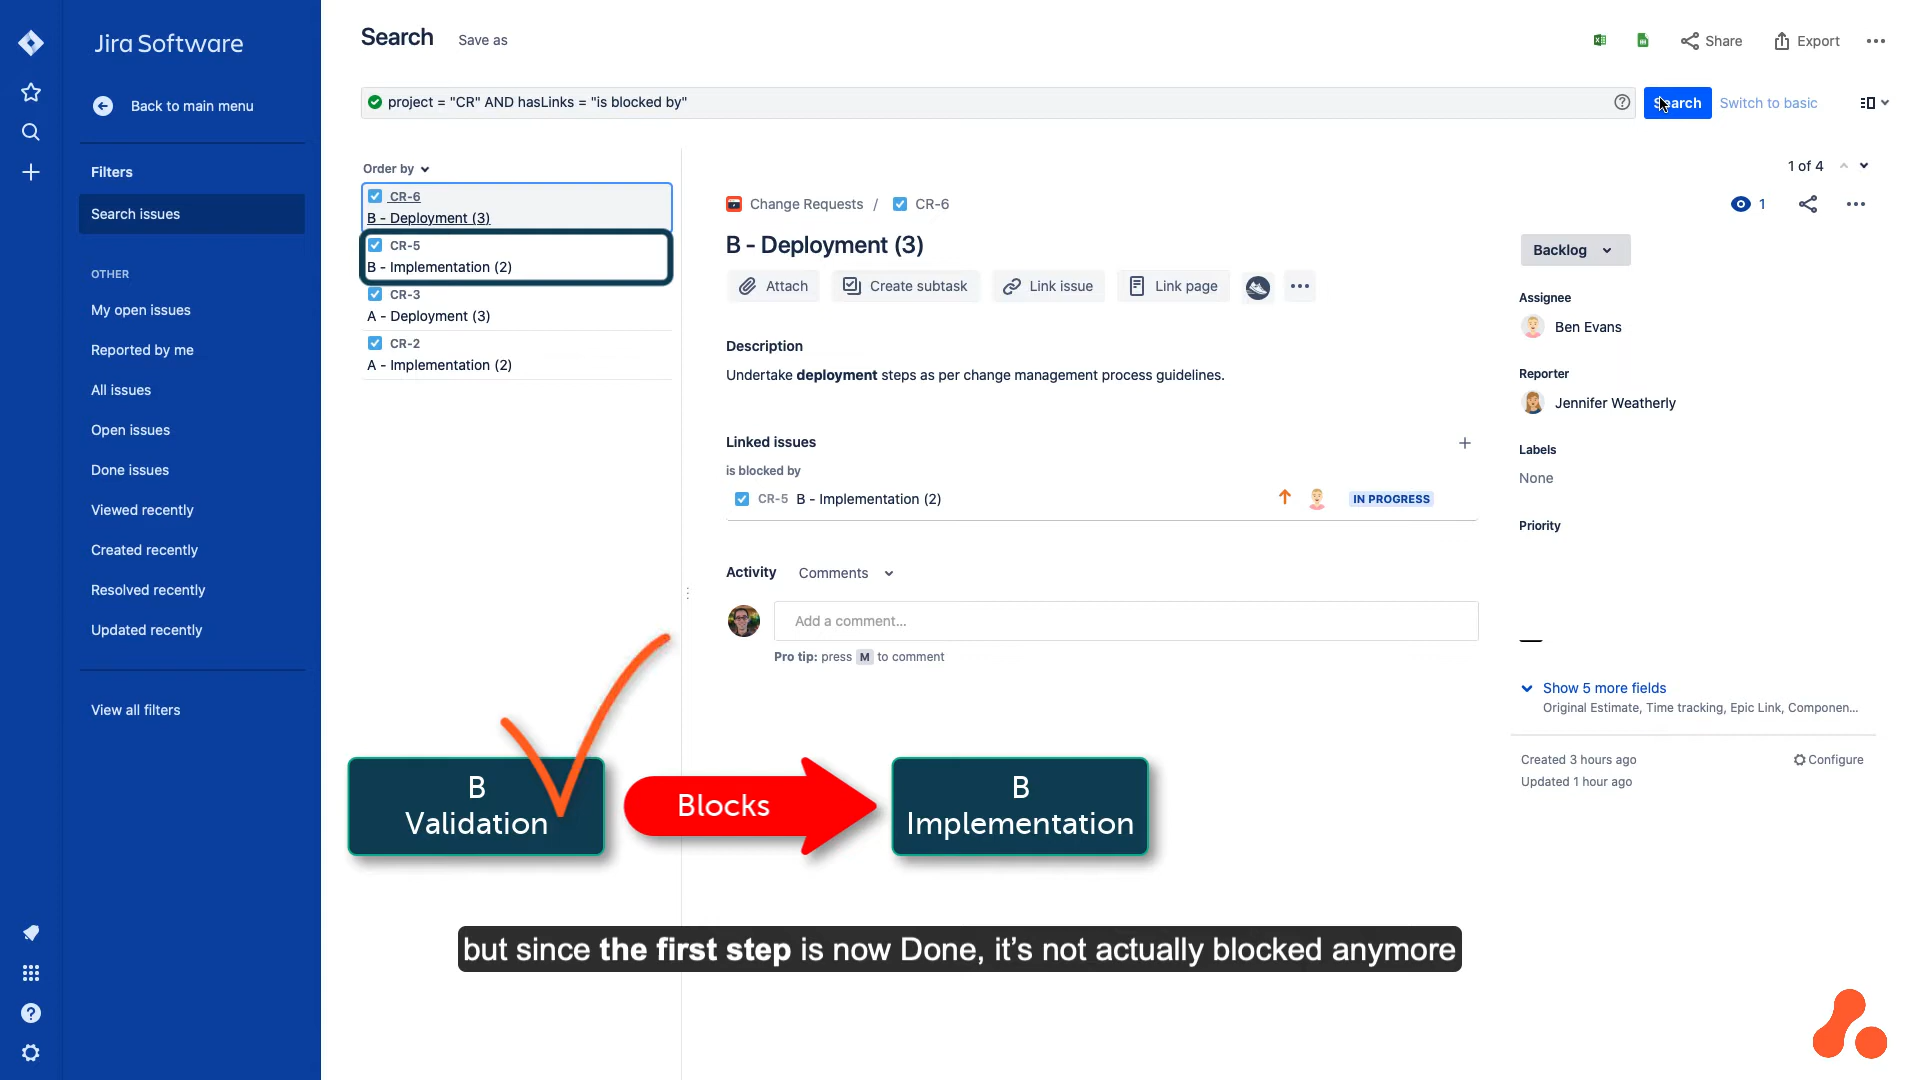 Jira Software
Back to main menu
Filters
Search issues
OTHER
My open issues
Reported by me
All issues
Open issues
Done issues
Viewed recently
Created recently
Resolved recently
Updated recently
View all filters
Search
Save as
Share
Export
project = "CR" AND hasLinks = "is blocked by"
Search
Switch to basic
Order by
CR-6
B - Deployment (3)
CR-5
B - Implementation (2)
CR-3
A - Deployment (3)
CR-2
A - Implementation (2)
1 of 4
Change Requests / CR-6
1
B - Deployment (3)
Attach
Create subtask
Link issue
Link page
Description
Undertake deployment steps as per change management process guidelines.
Linked issues
is blocked by
CR-5 B - Implementation (2)
IN PROGRESS
Activity
Comments
Add a comment...
Pro tip: press M to comment
Backlog
Assignee
Ben Evans
Reporter
Jennifer Weatherly
Labels
None
Priority
Show 5 more fields
Original Estimate, Time tracking, Epic Link, Componen...
Created 3 hours ago
Configure
Updated 1 hour ago
B
Validation
Blocks
B
Implementation
but since the first step is now Done, it's not actually blocked anymore